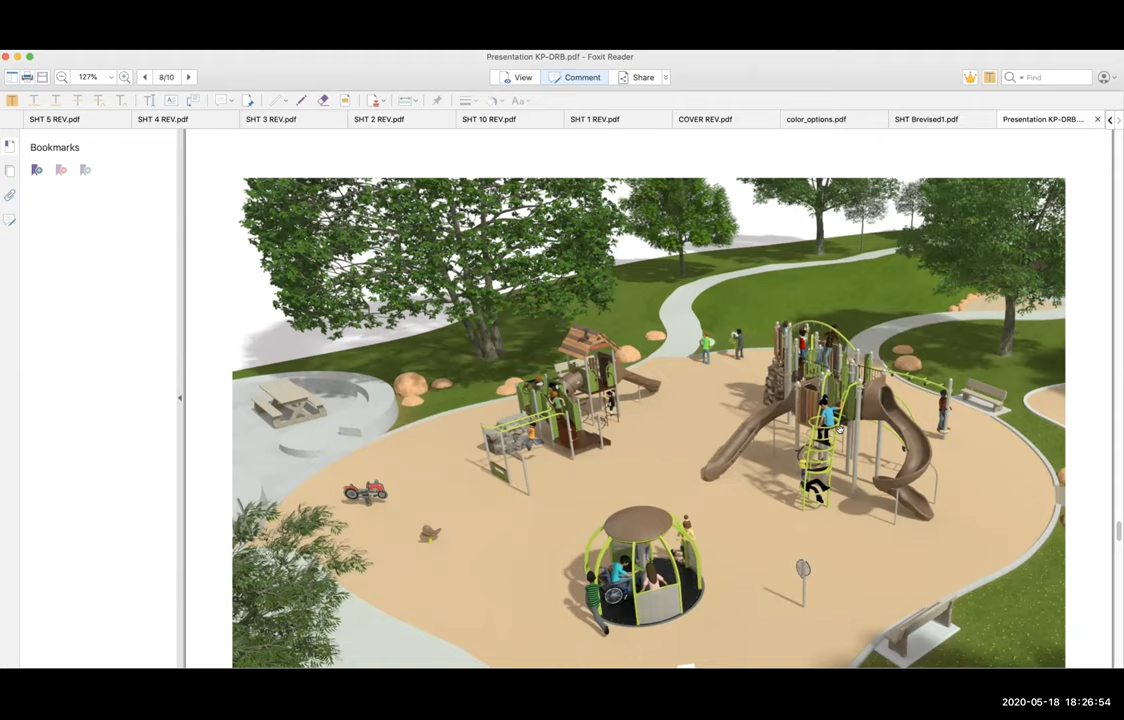 Presentation KP-DRB.pdf - Foxit Reader
127%
8/10
View
Comment
Share
Find
Aa
SHT 5 REV.pdf
SHT 4 REV.pdf
SHT 3 REV.pdf
SHT 2 REV.pdf
SHT 10 REV.pdf
SHT 1 REV.pdf
COVER REV.pdf
color_options.pdf
SHT Brevised1.pdf
Presentation KP-DRB....
Bookmarks
2020-05-18 18:26:54